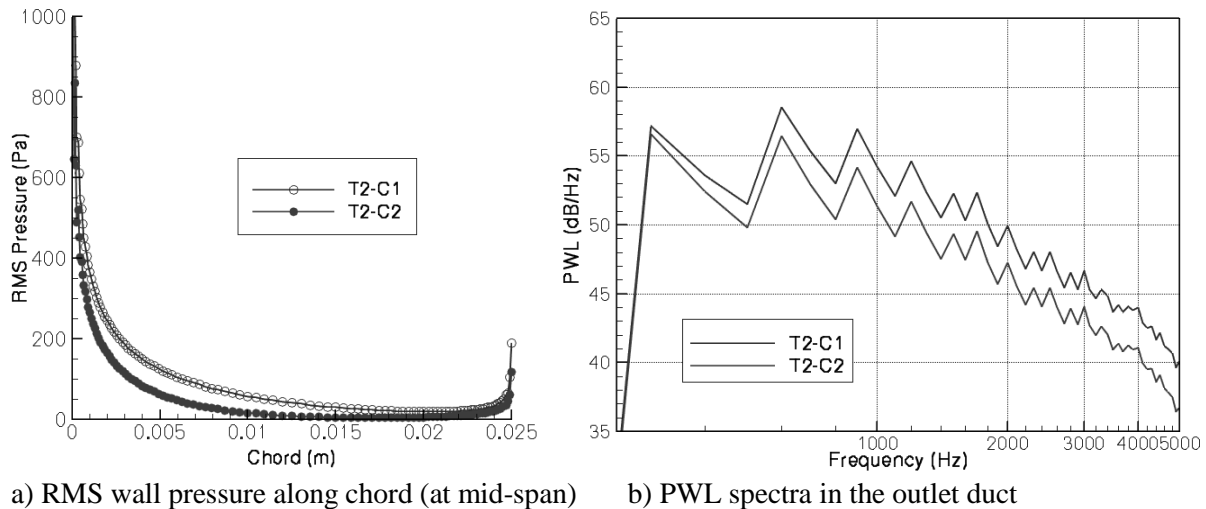 1000
800
600
400
200
0
RMS Pressure (Pa)
T2-C1
T2-C2
0
0.005
0.01
0.015
0.02
0.025
Chord (m)
a) RMS wall pressure along chord (at mid-span)
65
60
55
50
45
40
35
PWL (dB/Hz)
T2-C1
T2-C2
1000
2000
3000
4000
5000
Frequency (Hz)
b) PWL spectra in the outlet duct